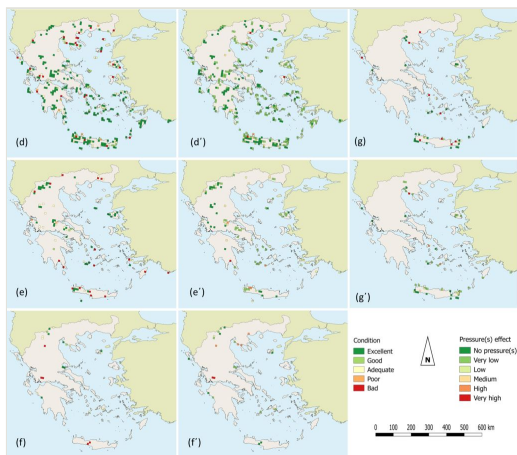 (d)
(d´)
(g)
(e)
(e´)
(g´)
(f)
(f´)
Condition
Excellent
Good
Adequate
Poor
Bad
N
Pressure(s) effect
No pressure(s)
Very low
Low
Medium
High
Very high
0 100 200 300 400 500 600 km